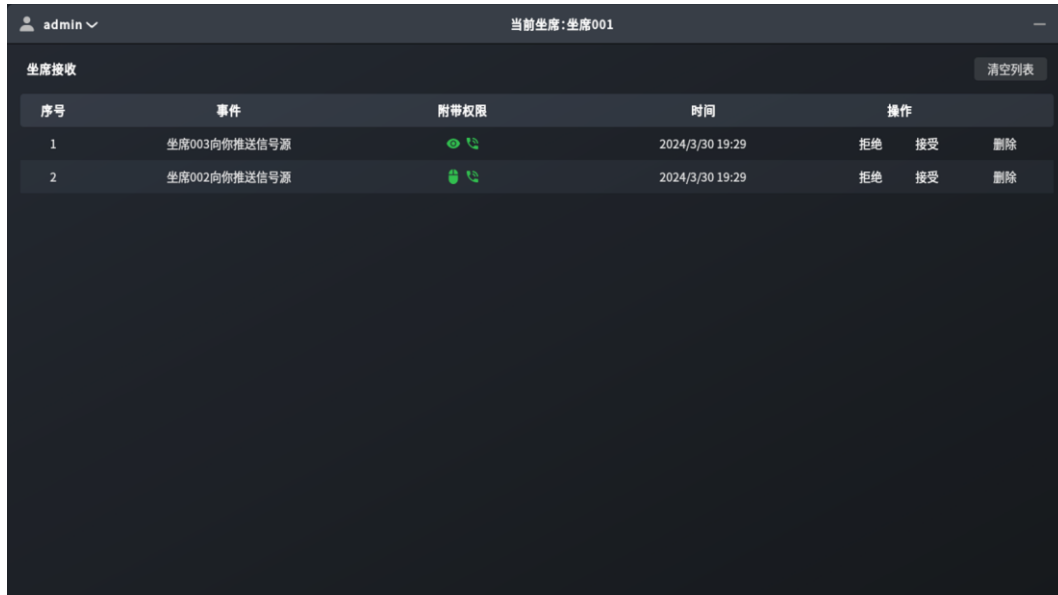 admin 当前坐席:坐席001
坐席接收 清空列表
序号 事件 附带权限 时间 操作
1 坐席003向你推送信号源 2024/3/30 19:29 拒绝 接受 删除
2 坐席002向你推送信号源 2024/3/30 19:29 拒绝 接受 删除